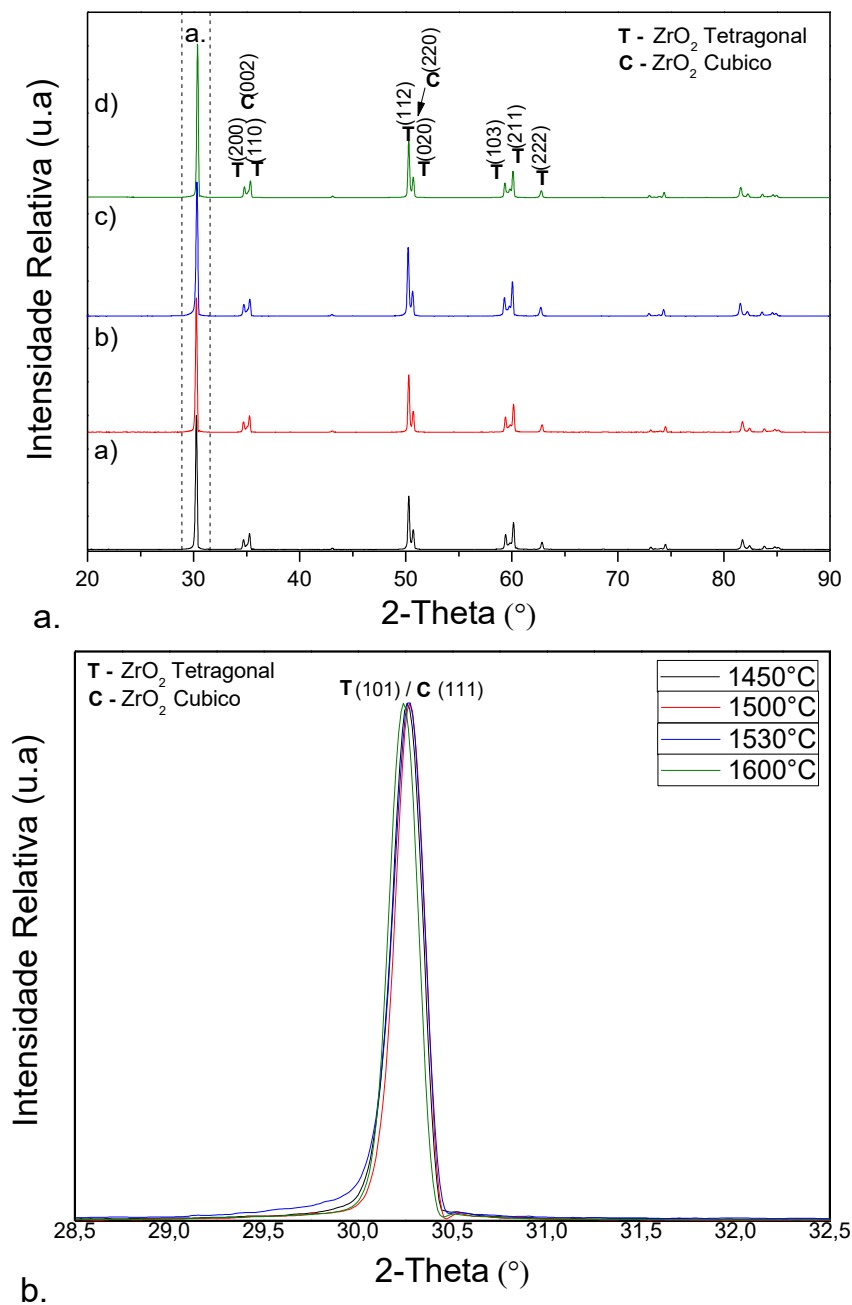 a.
T - ZrO2 Tetragonal
C - ZrO2 Cubico
Intensidade Relativa (u.a)
d)
c)
b)
a)
T(200)
C(002)
T(110)
T(112)
C(220)
T(020)
T(103)
T(211)
T(222)
20 30 40 50 60 70 80 90
2-Theta (°)
a.
T - ZrO2 Tetragonal
C - ZrO2 Cubico
T (101) / C (111)
1450°C
1500°C
1530°C
1600°C
Intensidade Relativa (u.a)
28,5 29,0 29,5 30,0 30,5 31,0 31,5 32,0 32,5
2-Theta (°)
b.